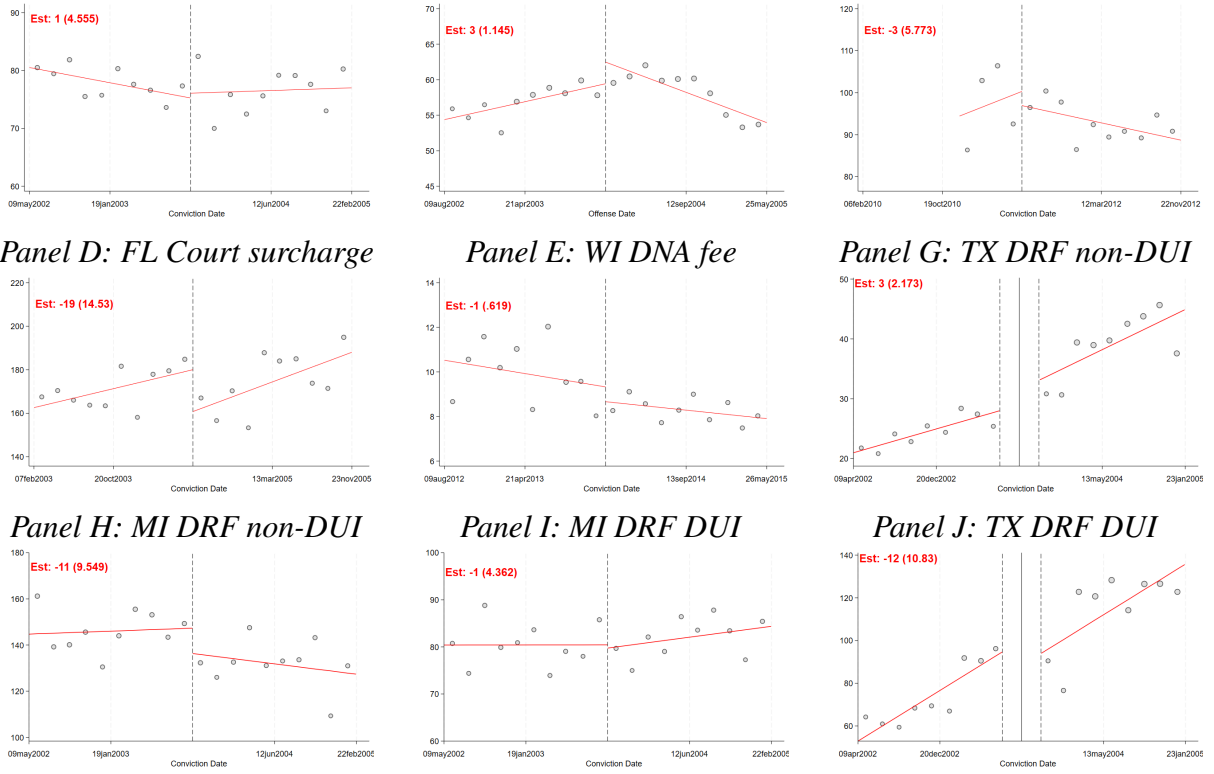 80
70
60
Est: 1 (4.555)
09may2002 19jan2003 12jun2004 22feb2005
Conviction Date
70
65
60
55
50
45
Est: 3 (1.145)
09aug2002 21apr2003 12sep2004 25may2005
Offense Date
120
110
100
90
80
Est: -3 (5.773)
06feb2010 19oct2010 12mar2012 22nov2012
Conviction Date
Panel D: FL Court surcharge Panel E: WI DNA fee Panel G: TX DRF non-DUI
220
200
180
160
140
Est: -19 (14.53)
07feb2003 20oct2003 13mar2005 23nov2005
Conviction Date
14
12
10
8
6
Est: -1 (.619)
09aug2012 21apr2013 13sep2014 26may2015
Conviction Date
50
40
30
20
Est: 3 (2.173)
09apr2002 20dec2002 13may2004 23jan2005
Conviction Date
Panel H: MI DRF non-DUI Panel I: MI DRF DUI Panel J: TX DRF DUI
180
160
140
120
100
Est: -11 (9.549)
09may2002 19jan2003 12jun2004 22feb2005
Conviction Date
100
90
80
70
60
Est: -1 (4.362)
09may2002 19jan2003 12jun2004 22feb2005
Conviction Date
140
120
100
80
60
Est: -12 (10.83)
09apr2002 20dec2002 13may2004 23jan2005
Conviction Date